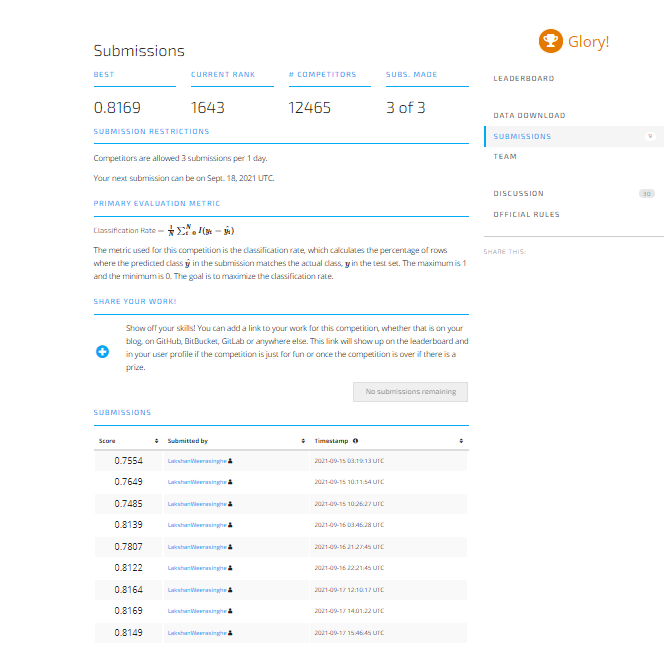 Submissions
BEST CURRENT RANK # COMPETITORS SUBS. MADE
0.8169 1643 12465 3 of 3
SUBMISSION RESTRICTIONS
Competitors are allowed 3 submissions per 1 day.
Your next submission can be on Sept. 18, 2021 UTC.
PRIMARY EVALUATION METRIC
Classification Rate =
The metric used for this competition is the classification rate, which calculates the percentage of rows
where the predicted class ŷ in the submission matches the actual class, y in the test set. The maximum is 1
and the minimum is 0. The goal is to maximize the classification rate.
SHARE YOUR WORK!
Show off your skills! You can add a link to your work for this competition, whether that is on your
blog, on GitHub, BitBucket, GitLab or anywhere else. This link will show up on the leaderboard and
in your user profile if the competition is just for fun or once the competition is over if there is a
prize.
No submissions remaining
SUBMISSIONS
Score Submitted by Timestamp
0.7554 LakshanWeerasinghe 2021-09-15 03:19:13 UTC
0.7649 LakshanWeerasinghe 2021-09-15 10:11:54 UTC
0.7485 LakshanWeerasinghe 2021-09-15 10:26:27 UTC
0.8139 LakshanWeerasinghe 2021-09-16 03:46:28 UTC
0.7807 LakshanWeerasinghe 2021-09-16 21:27:45 UTC
0.8122 LakshanWeerasinghe 2021-09-16 22:21:45 UTC
0.8164 LakshanWeerasinghe 2021-09-17 12:10:17 UTC
0.8169 LakshanWeerasinghe 2021-09-17 14:01:22 UTC
0.8149 LakshanWeerasinghe 2021-09-17 15:46:45 UTC
Glory!
LEADERBOARD
DATA DOWNLOAD
SUBMISSIONS 9
TEAM
DISCUSSION 30
OFFICIAL RULES
SHARE THIS: